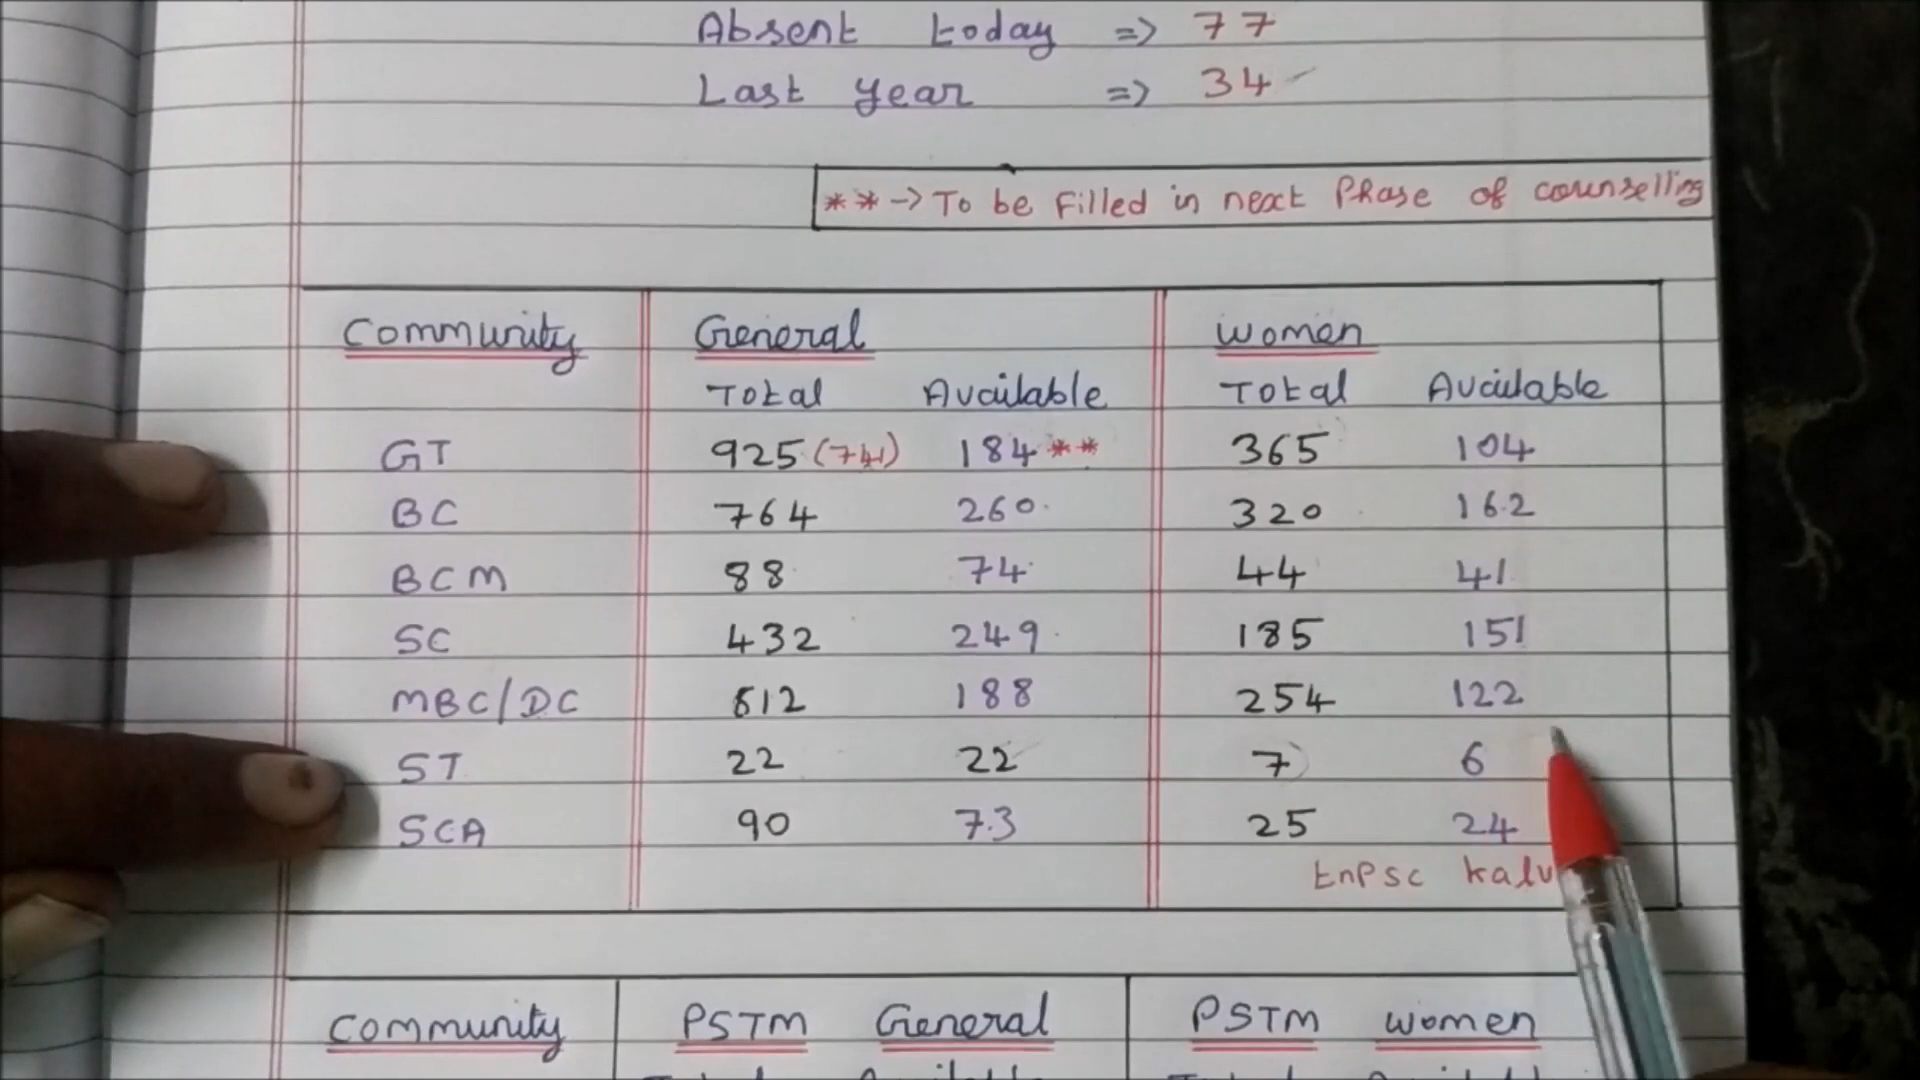 Absent today => 77
Last year => 34
** -> To be Filled in next Phase of counselling
Community General Women
Total Available Total Available
GT 925 (741) 184 ** 365 104
BC 764 260 320 162
BCM 88 74 44 41
SC 432 249 185 151
MBC/DC 612 188 254 122
ST 22 22 7 6
SCA 90 73 25 24
tnpsc kalv
Community PSTM General PSTM women